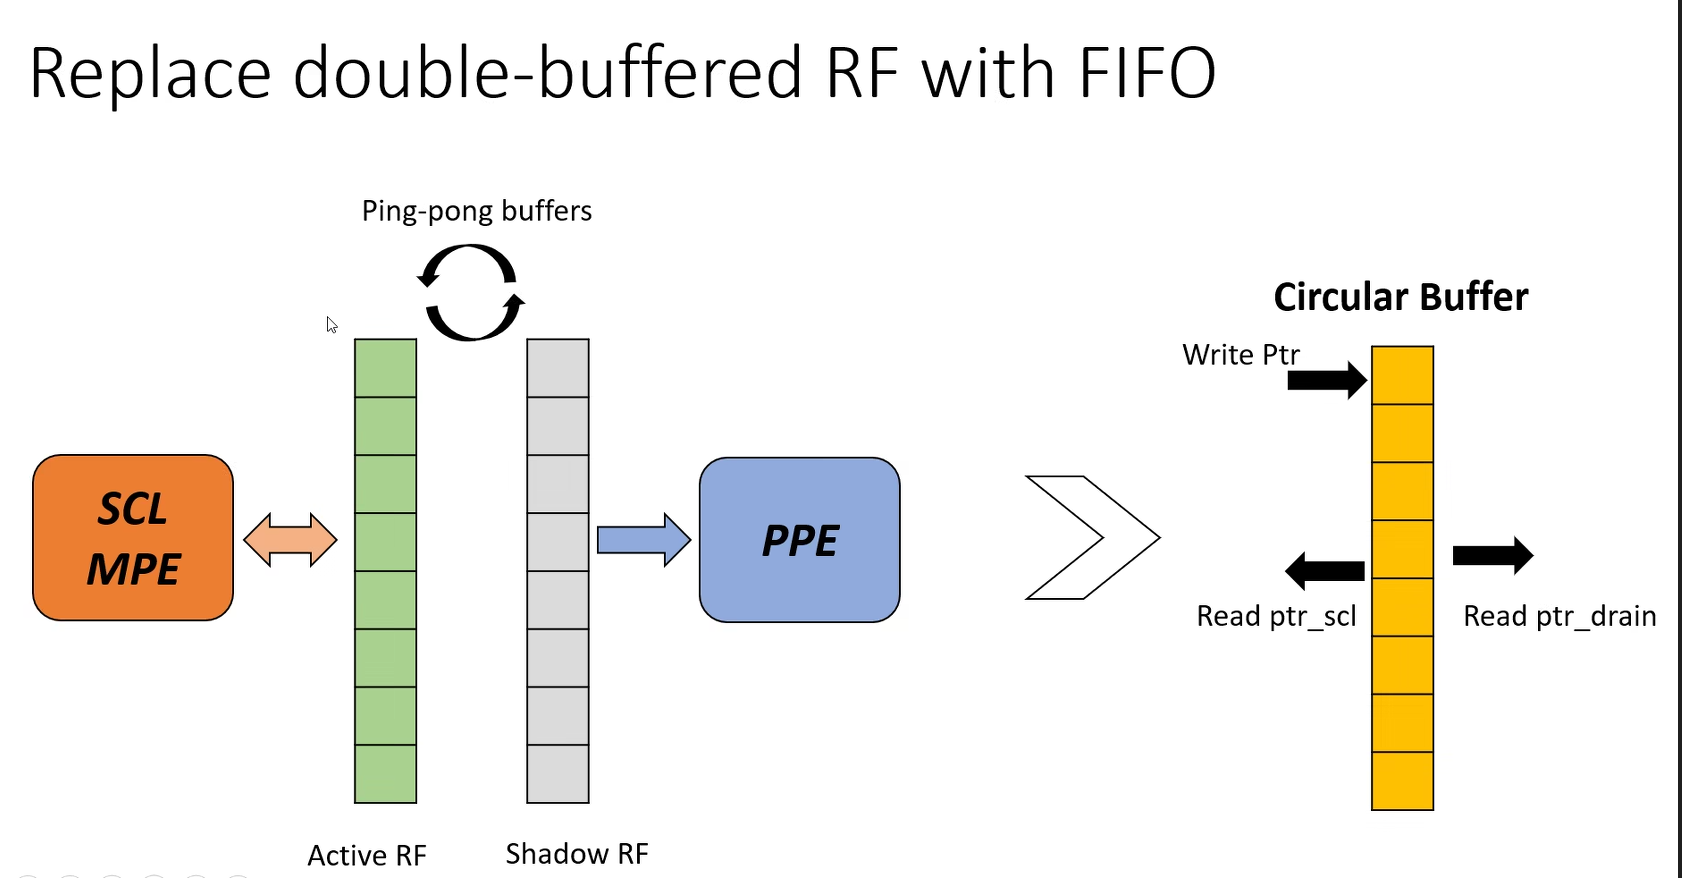 Replace double-buffered RF with FIFO
Ping-pong buffers
Circular Buffer
Write Ptr
SCL
MPE
PPE
Read ptr_scl
Read ptr_drain
Active RF
Shadow RF